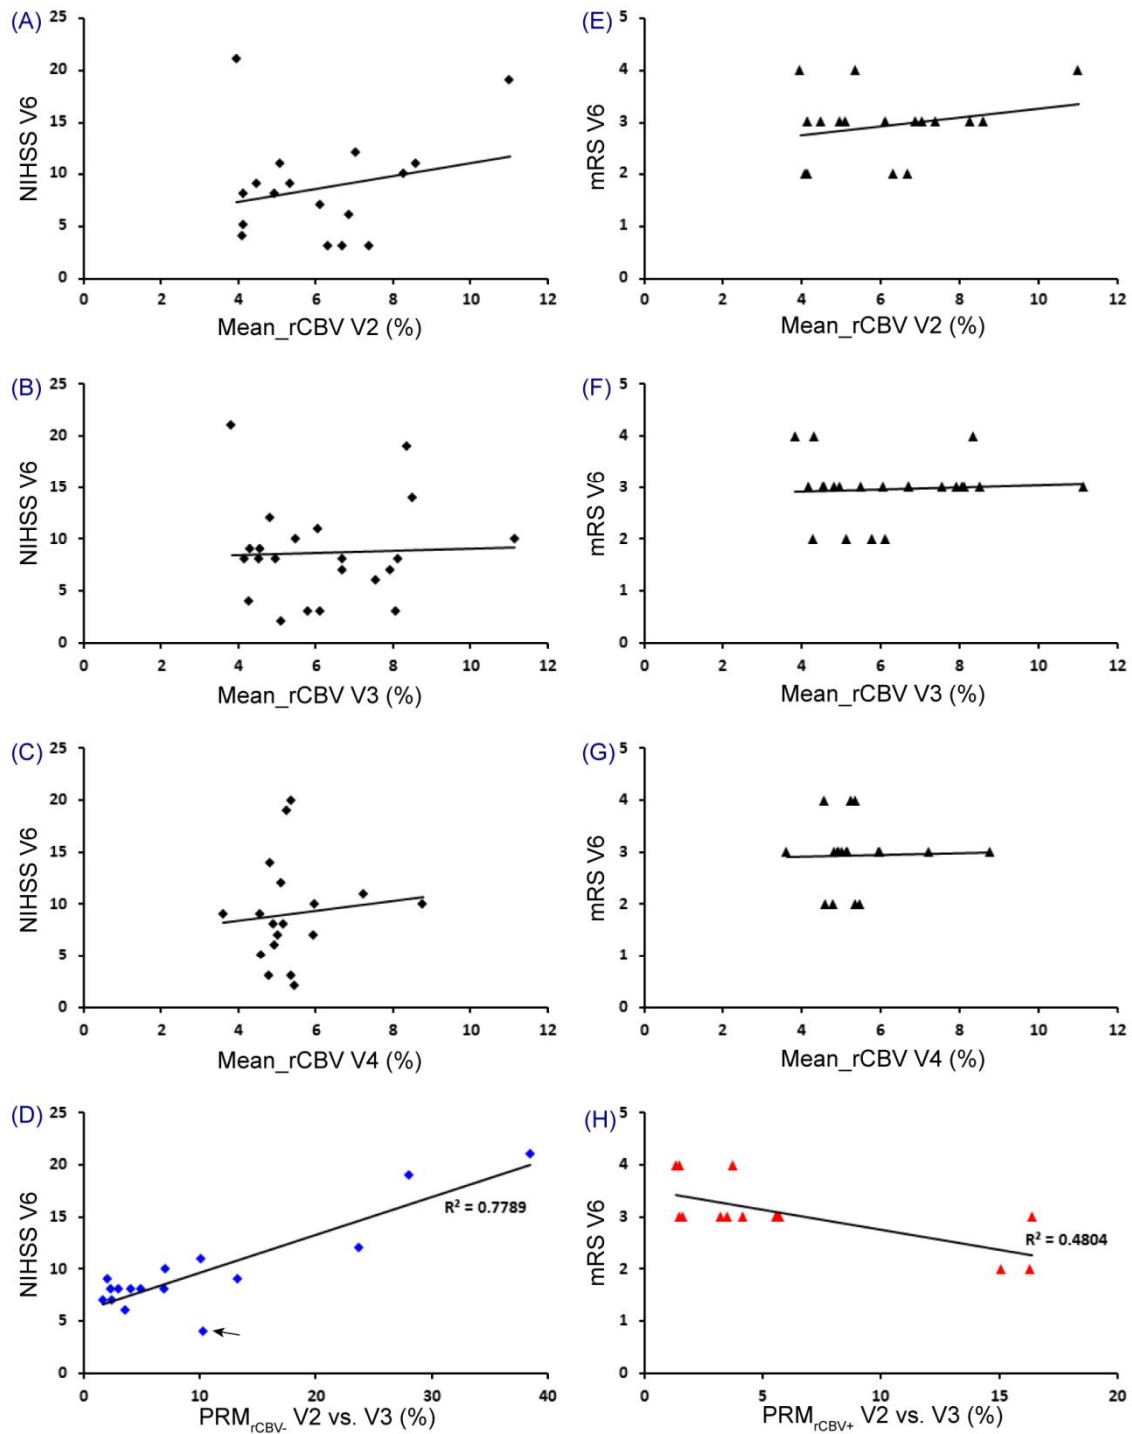 (A)
25
20
15
10
5
0
NIHSS V6
0 2 4 6 8 10 12
Mean_rCBV V2 (%)
(E)
5
4
3
2
1
0
mRS V6
0 2 4 6 8 10 12
Mean_rCBV V2 (%)
(B)
25
20
15
10
5
0
NIHSS V6
0 2 4 6 8 10 12
Mean_rCBV V3 (%)
(F)
5
4
3
2
1
0
mRS V6
0 2 4 6 8 10 12
Mean_rCBV V3 (%)
(C)
25
20
15
10
5
0
NIHSS V6
0 2 4 6 8 10 12
Mean_rCBV V4 (%)
(G)
5
4
3
2
1
0
mRS V6
0 2 4 6 8 10 12
Mean_rCBV V4 (%)
(D)
25
20
15
10
5
0
NIHSS V6
R² = 0.7789
0 10 20 30 40
PRM rCBV- V2 vs. V3 (%)
(H)
5
4
3
2
1
0
mRS V6
R² = 0.4804
0 5 10 15 20
PRM rCBV+ V2 vs. V3 (%)